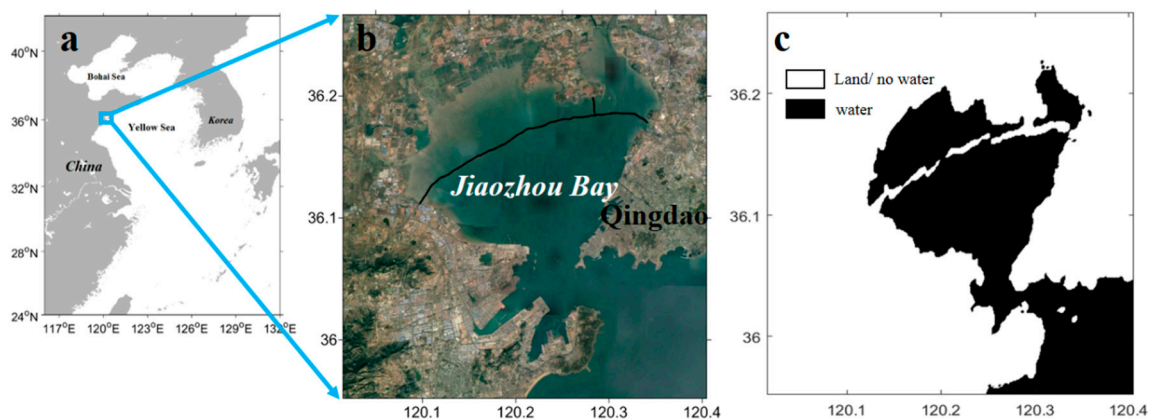 a
40°N
36°N
32°N
28°N
24°N
117°E
120°E
123°E
126°E
129°E
132°E
Bohai Sea
Yellow Sea
Korea
China
b
36.2
36.1
36
120.1
120.2
120.3
120.4
Jiaozhou Bay
Qingdao
c
Land/ no water
water
36.2
36.1
36
120.1
120.2
120.3
120.4